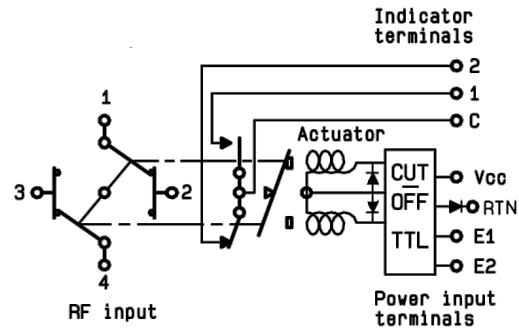 Indicator
terminals
2
1
C
Actuator
1
3
2
4
CUT
OFF
TTL
Vcc
RTN
E1
E2
RF input
Power input
terminals